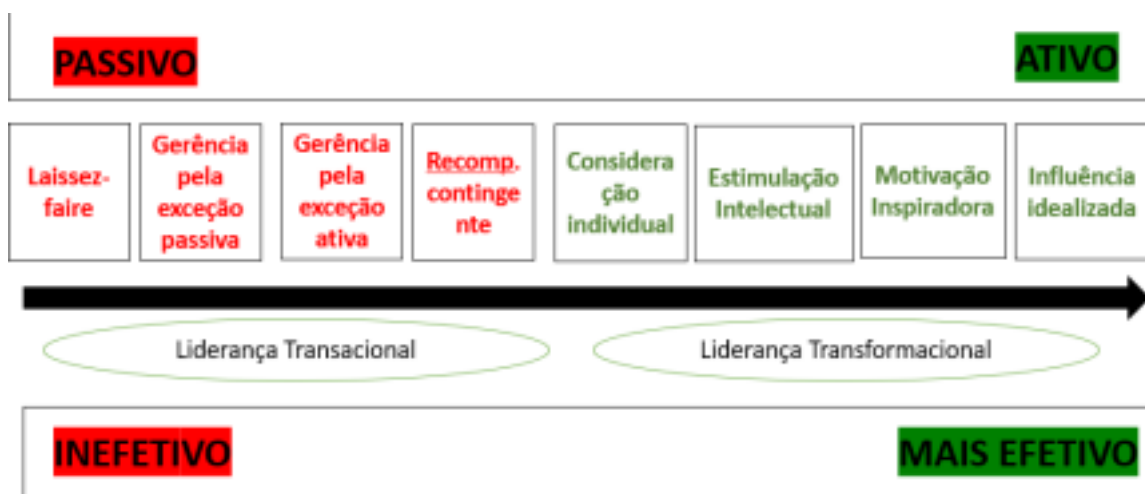 PASSIVO
ATIVO
Laissez-
faire
Gerência
pela
exceção
passiva
Gerência
pela
exceção
ativa
Recomp.
continge
nte
Considera
ção
individual
Estimulação
Intelectual
Motivação
Inspiradora
Influência
idealizada
Liderança Transacional
Liderança Transformacional
INEFETIVO
MAIS EFETIVO